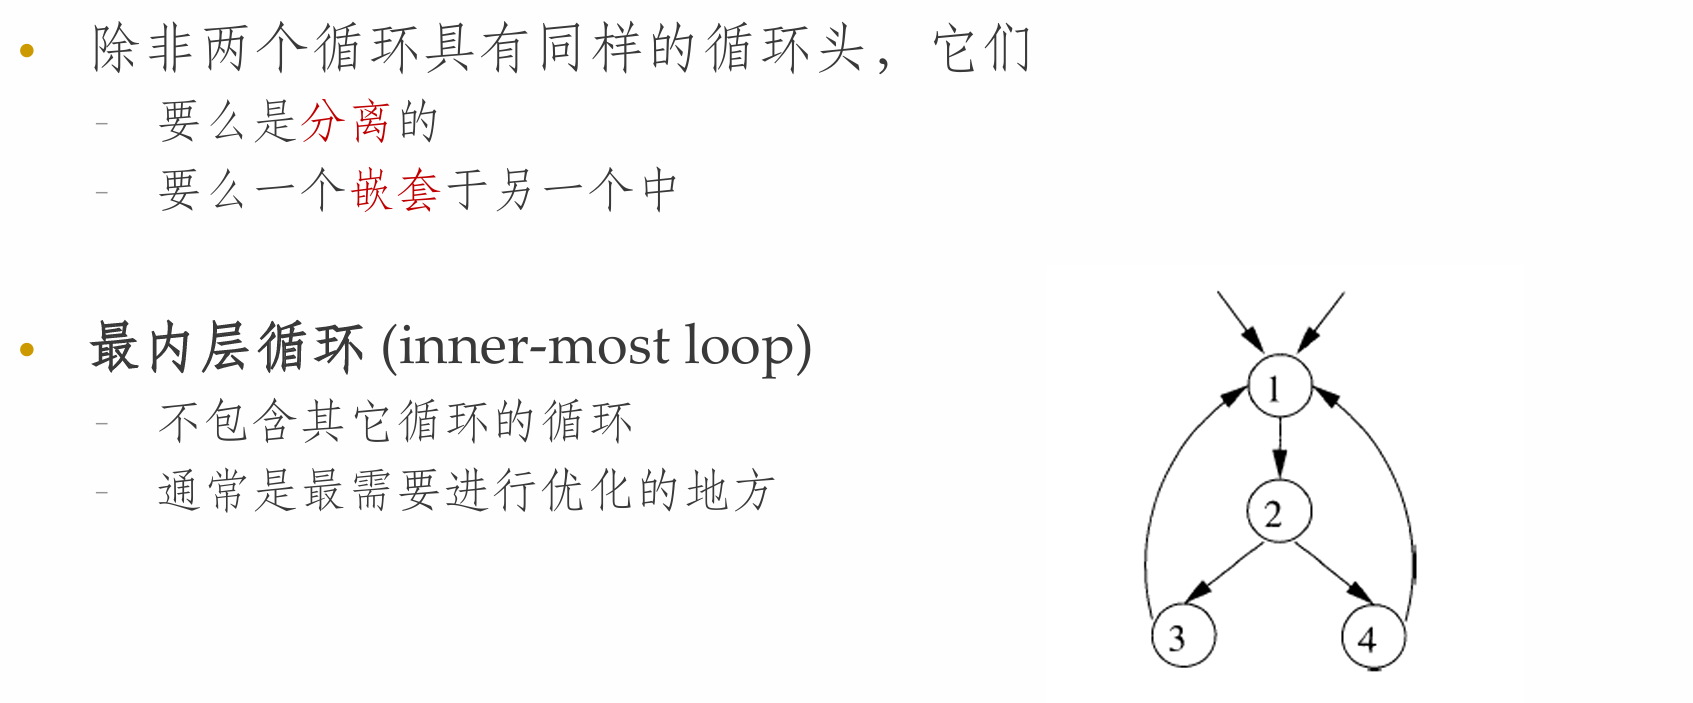 • 除非两个循环具有同样的循环头，它们
– 要么是分离的
– 要么一个嵌套于另一个中
• 最内层循环 (inner-most loop)
– 不包含其它循环的循环
– 通常是最需要进行优化的地方
1
2
3
4